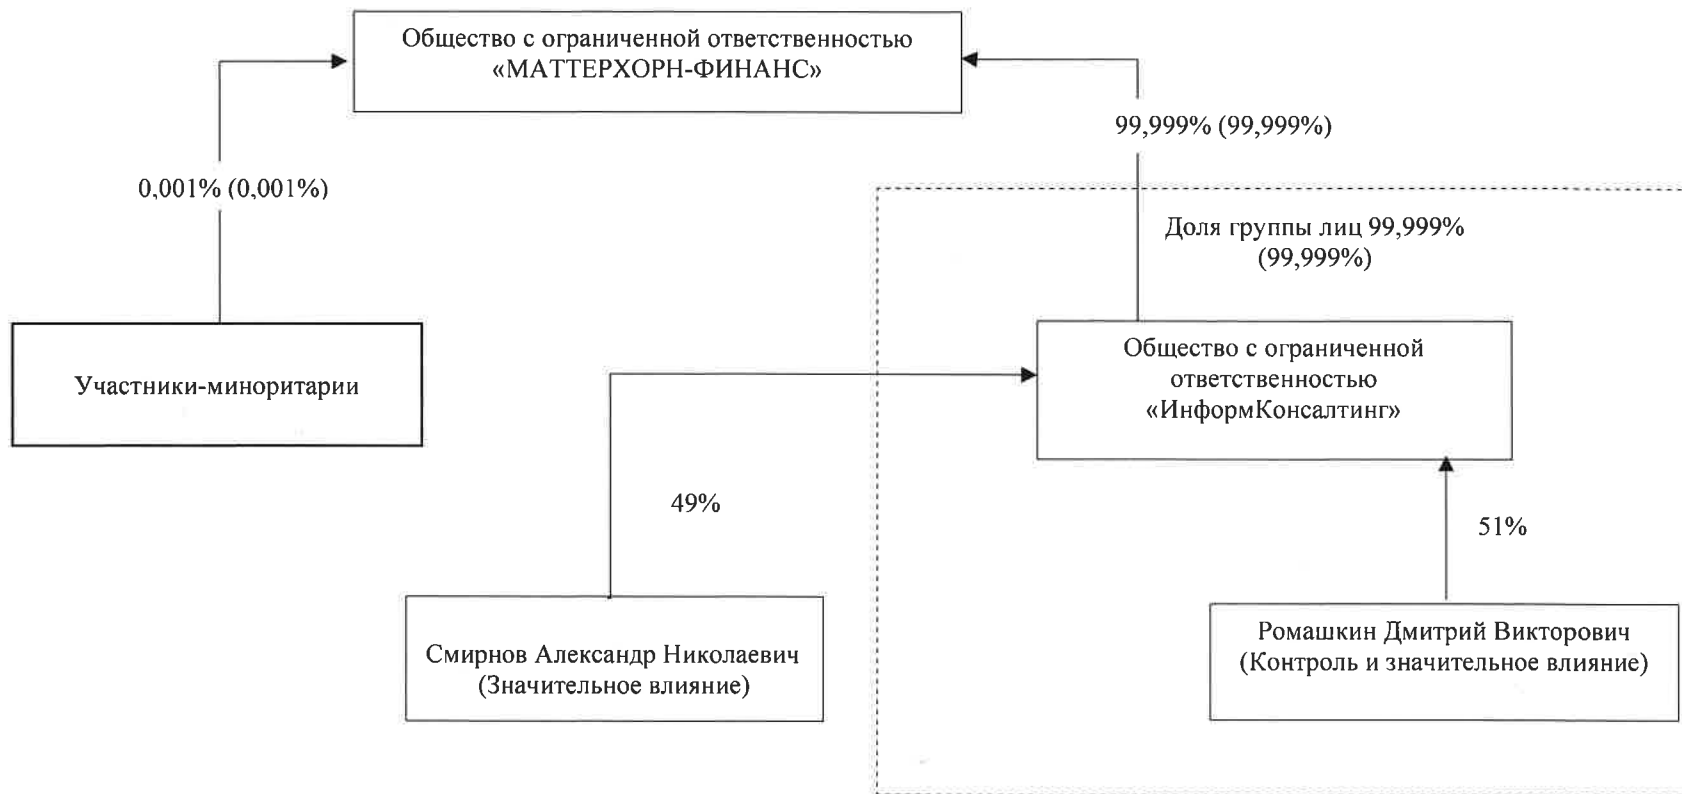 Общество с ограниченной ответственностью
«МАТТЕРХОРН-ФИНАНС»
99,999% (99,999%)
0,001% (0,001%)
Доля группы лиц 99,999%
(99,999%)
Участники-миноритарии
Общество с ограниченной
ответственностью
«ИнформКонсалтинг»
49%
51%
Смирнов Александр Николаевич
(Значительное влияние)
Ромашкин Дмитрий Викторович
(Контроль и значительное влияние)